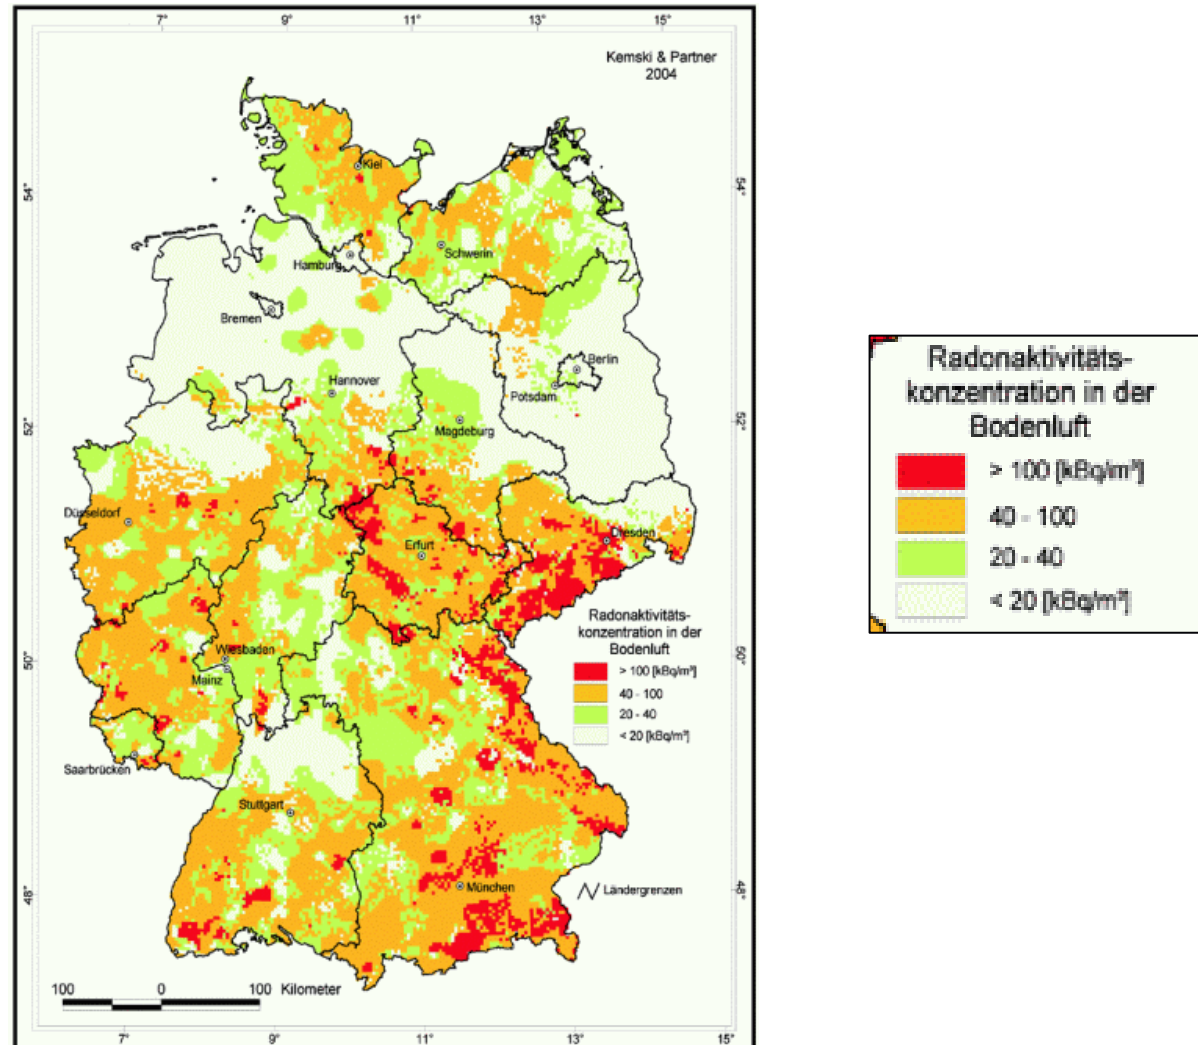 7°
9°
11°
13°
15°
Kemski & Partner
2004
54°
54°
Kiel
Schwerin
Hamburg
Bremen
Berlin
Hannover
Potsdam
52°
52°
Magdeburg
Düsseldorf
Dresden
Erfurt
Radonaktivitäts-
konzentration in der
Bodenluft
> 100 [kBq/m³]
40 - 100
20 - 40
< 20 [kBq/m³]
Wiesbaden
Mainz
50°
50°
Saarbrücken
Stuttgart
München
Ländergrenzen
48°
48°
100 0 100 Kilometer
7°
9°
11°
13°
15°
Radonaktivitäts-
konzentration in der
Bodenluft
> 100 [kBq/m³]
40 - 100
20 - 40
< 20 [kBq/m³]